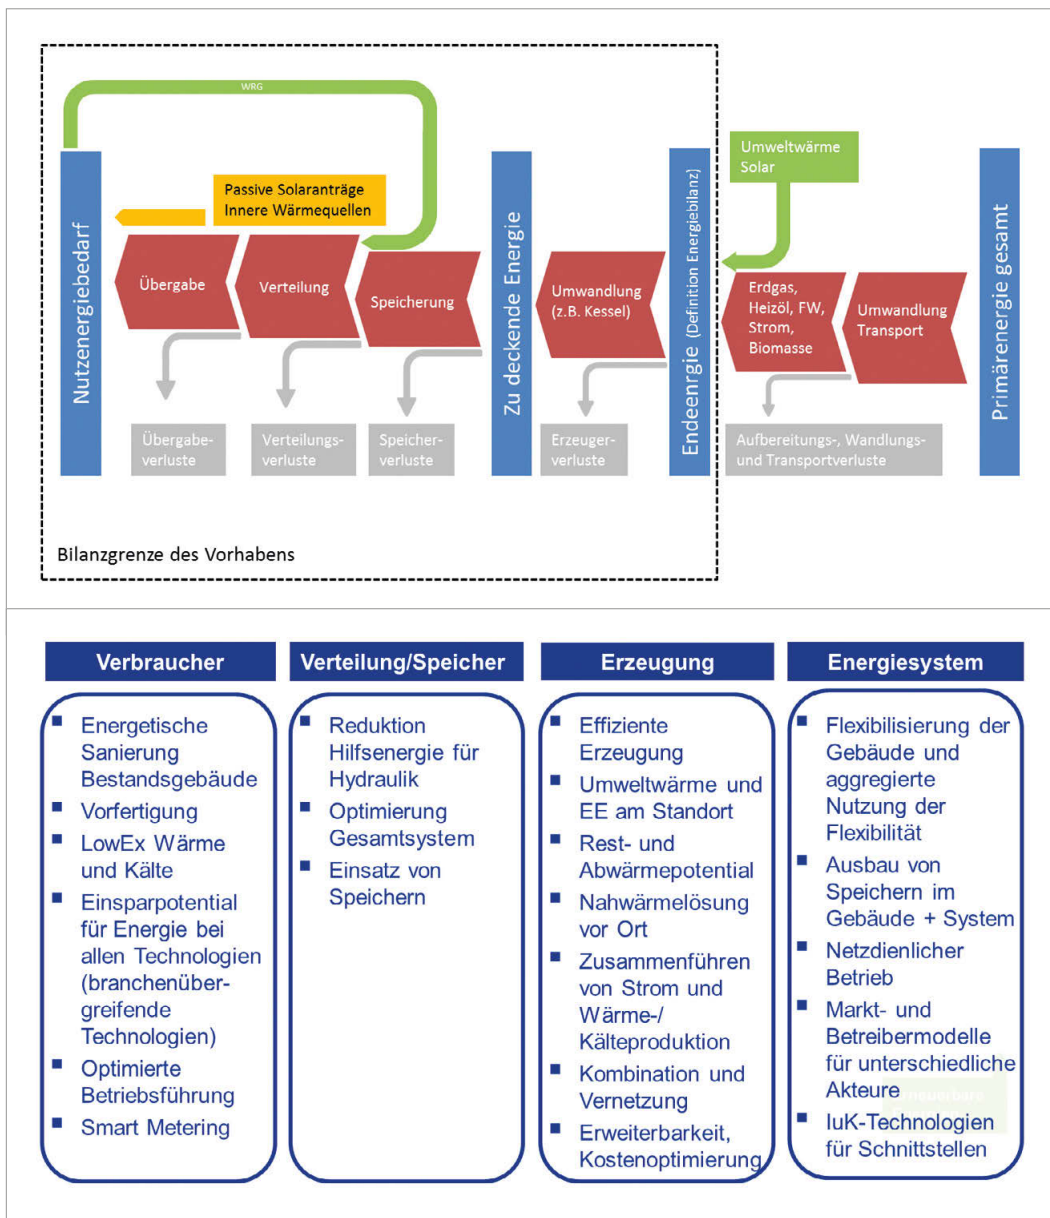 WRG
Nutzenergiebedarf
Passive Solaranträge
Innere Wärmequellen
Übergabe
Verteilung
Speicherung
Zu deckende Energie
Umwandlung
(z.B. Kessel)
Endeenrgie (Definition Energiebilanz)
Umweltwärme
Solar
Erdgas,
Heizöl, FW,
Strom,
Biomasse
Umwandlung
Transport
Primärenergie gesamt
Übergabe-
verluste
Verteilungs-
verluste
Speicher-
verluste
Erzeuger-
verluste
Aufbereitungs-, Wandlungs-
und Transportverluste
Bilanzgrenze des Vorhabens
Verbraucher
Energetische
Sanierung
Bestandsgebäude
Vorfertigung
LowEx Wärme
und Kälte
Einsparpotential
für Energie bei
allen Technologien
(branchenüber-
greifende
Technologien)
Optimierte
Betriebsführung
Smart Metering
Verteilung/Speicher
Reduktion
Hilfsenergie für
Hydraulik
Optimierung
Gesamtsystem
Einsatz von
Speichern
Erzeugung
Effiziente
Erzeugung
Umweltwärme und
EE am Standort
Rest- und
Abwärmepotential
Nahwärmelösung
vor Ort
Zusammenführen
von Strom und
Wärme-/
Kälteproduktion
Kombination und
Vernetzung
Erweiterbarkeit,
Kostenoptimierung
Energiesystem
Flexibilisierung der
Gebäude und
aggregierte
Nutzung der
Flexibilität
Ausbau von
Speichern im
Gebäude + System
Netzdienlicher
Betrieb
Markt- und
Betreibermodelle
für unterschiedliche
Akteure
IuK-Technologien
für Schnittstellen